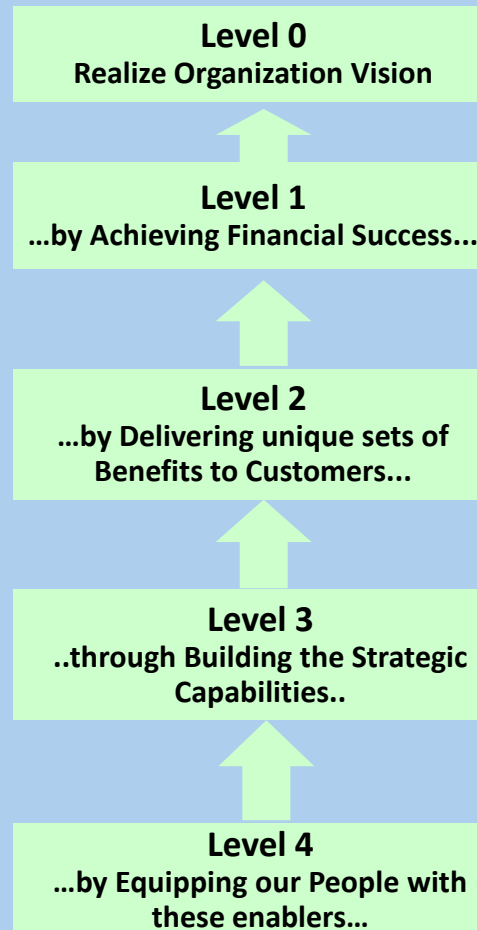 Level 0
Realize Organization Vision
Level 1
...by Achieving Financial Success...
Level 2
...by Delivering unique sets of
Benefits to Customers...
Level 3
..through Building the Strategic
Capabilities..
Level 4
...by Equipping our People with
these enablers...